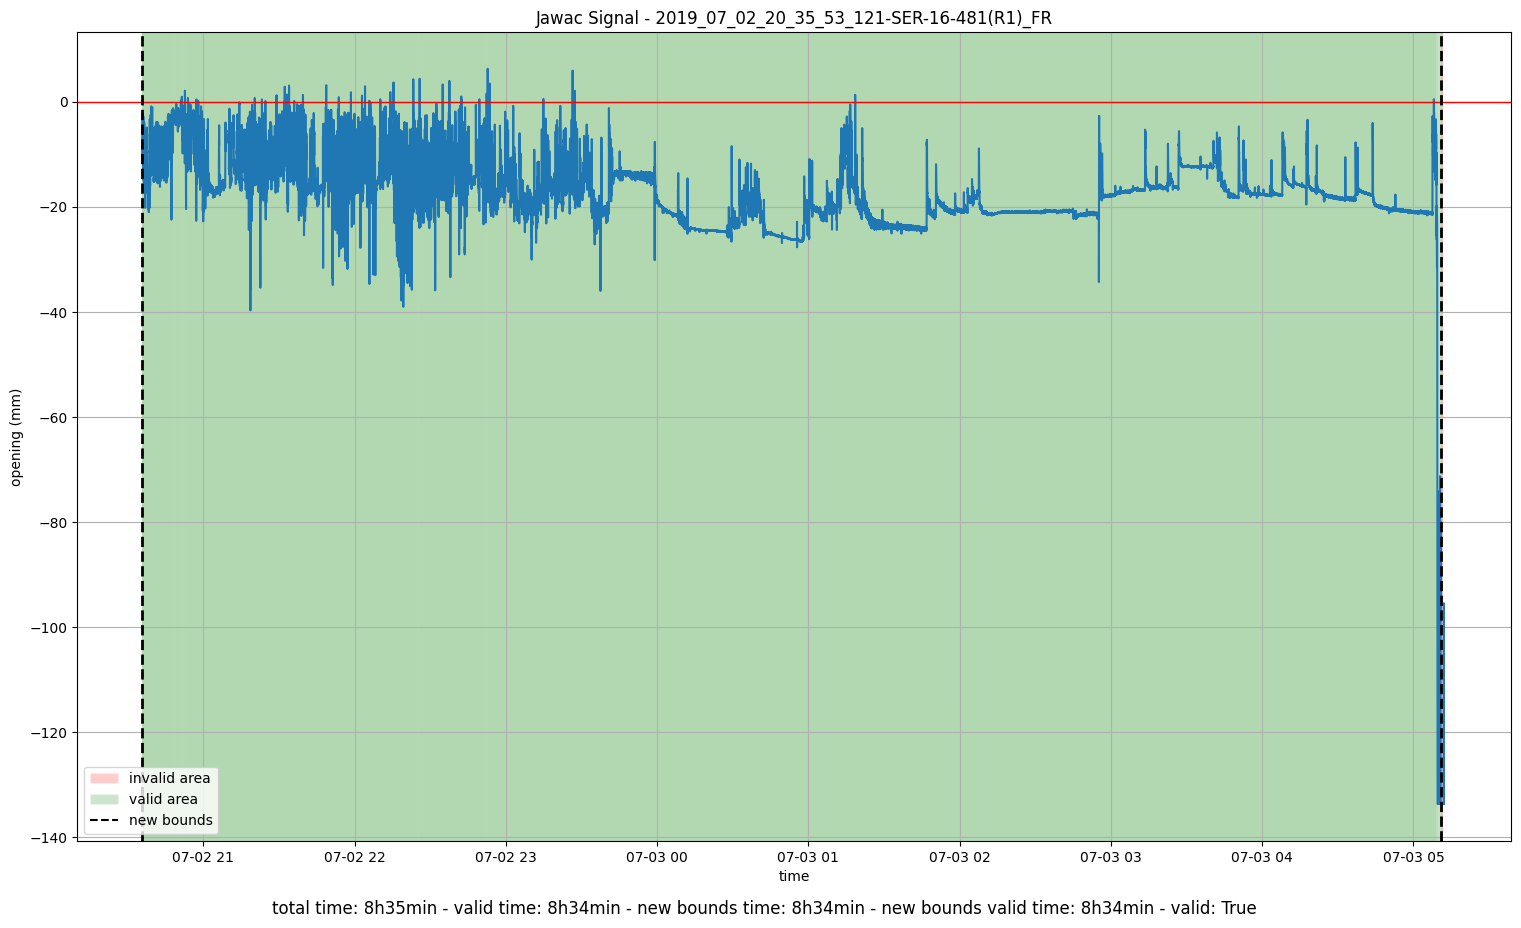 Jawac Signal - 2019_07_02_20_35_53_121-SER-16-481(R1)_FR
opening (mm)
0
−20
−40
−60
−80
−100
−120
−140
invalid area
valid area
new bounds
07-02 21
07-02 22
07-02 23
07-03 00
07-03 01
07-03 02
07-03 03
07-03 04
07-03 05
time
total time: 8h35min - valid time: 8h34min - new bounds time: 8h34min - new bounds valid time: 8h34min - valid: True